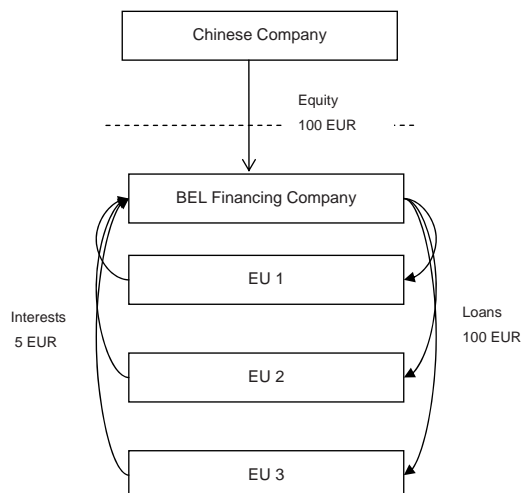 Chinese Company
Equity
100 EUR
BEL Financing Company
EU 1
Interests
5 EUR
Loans
100 EUR
EU 2
EU 3